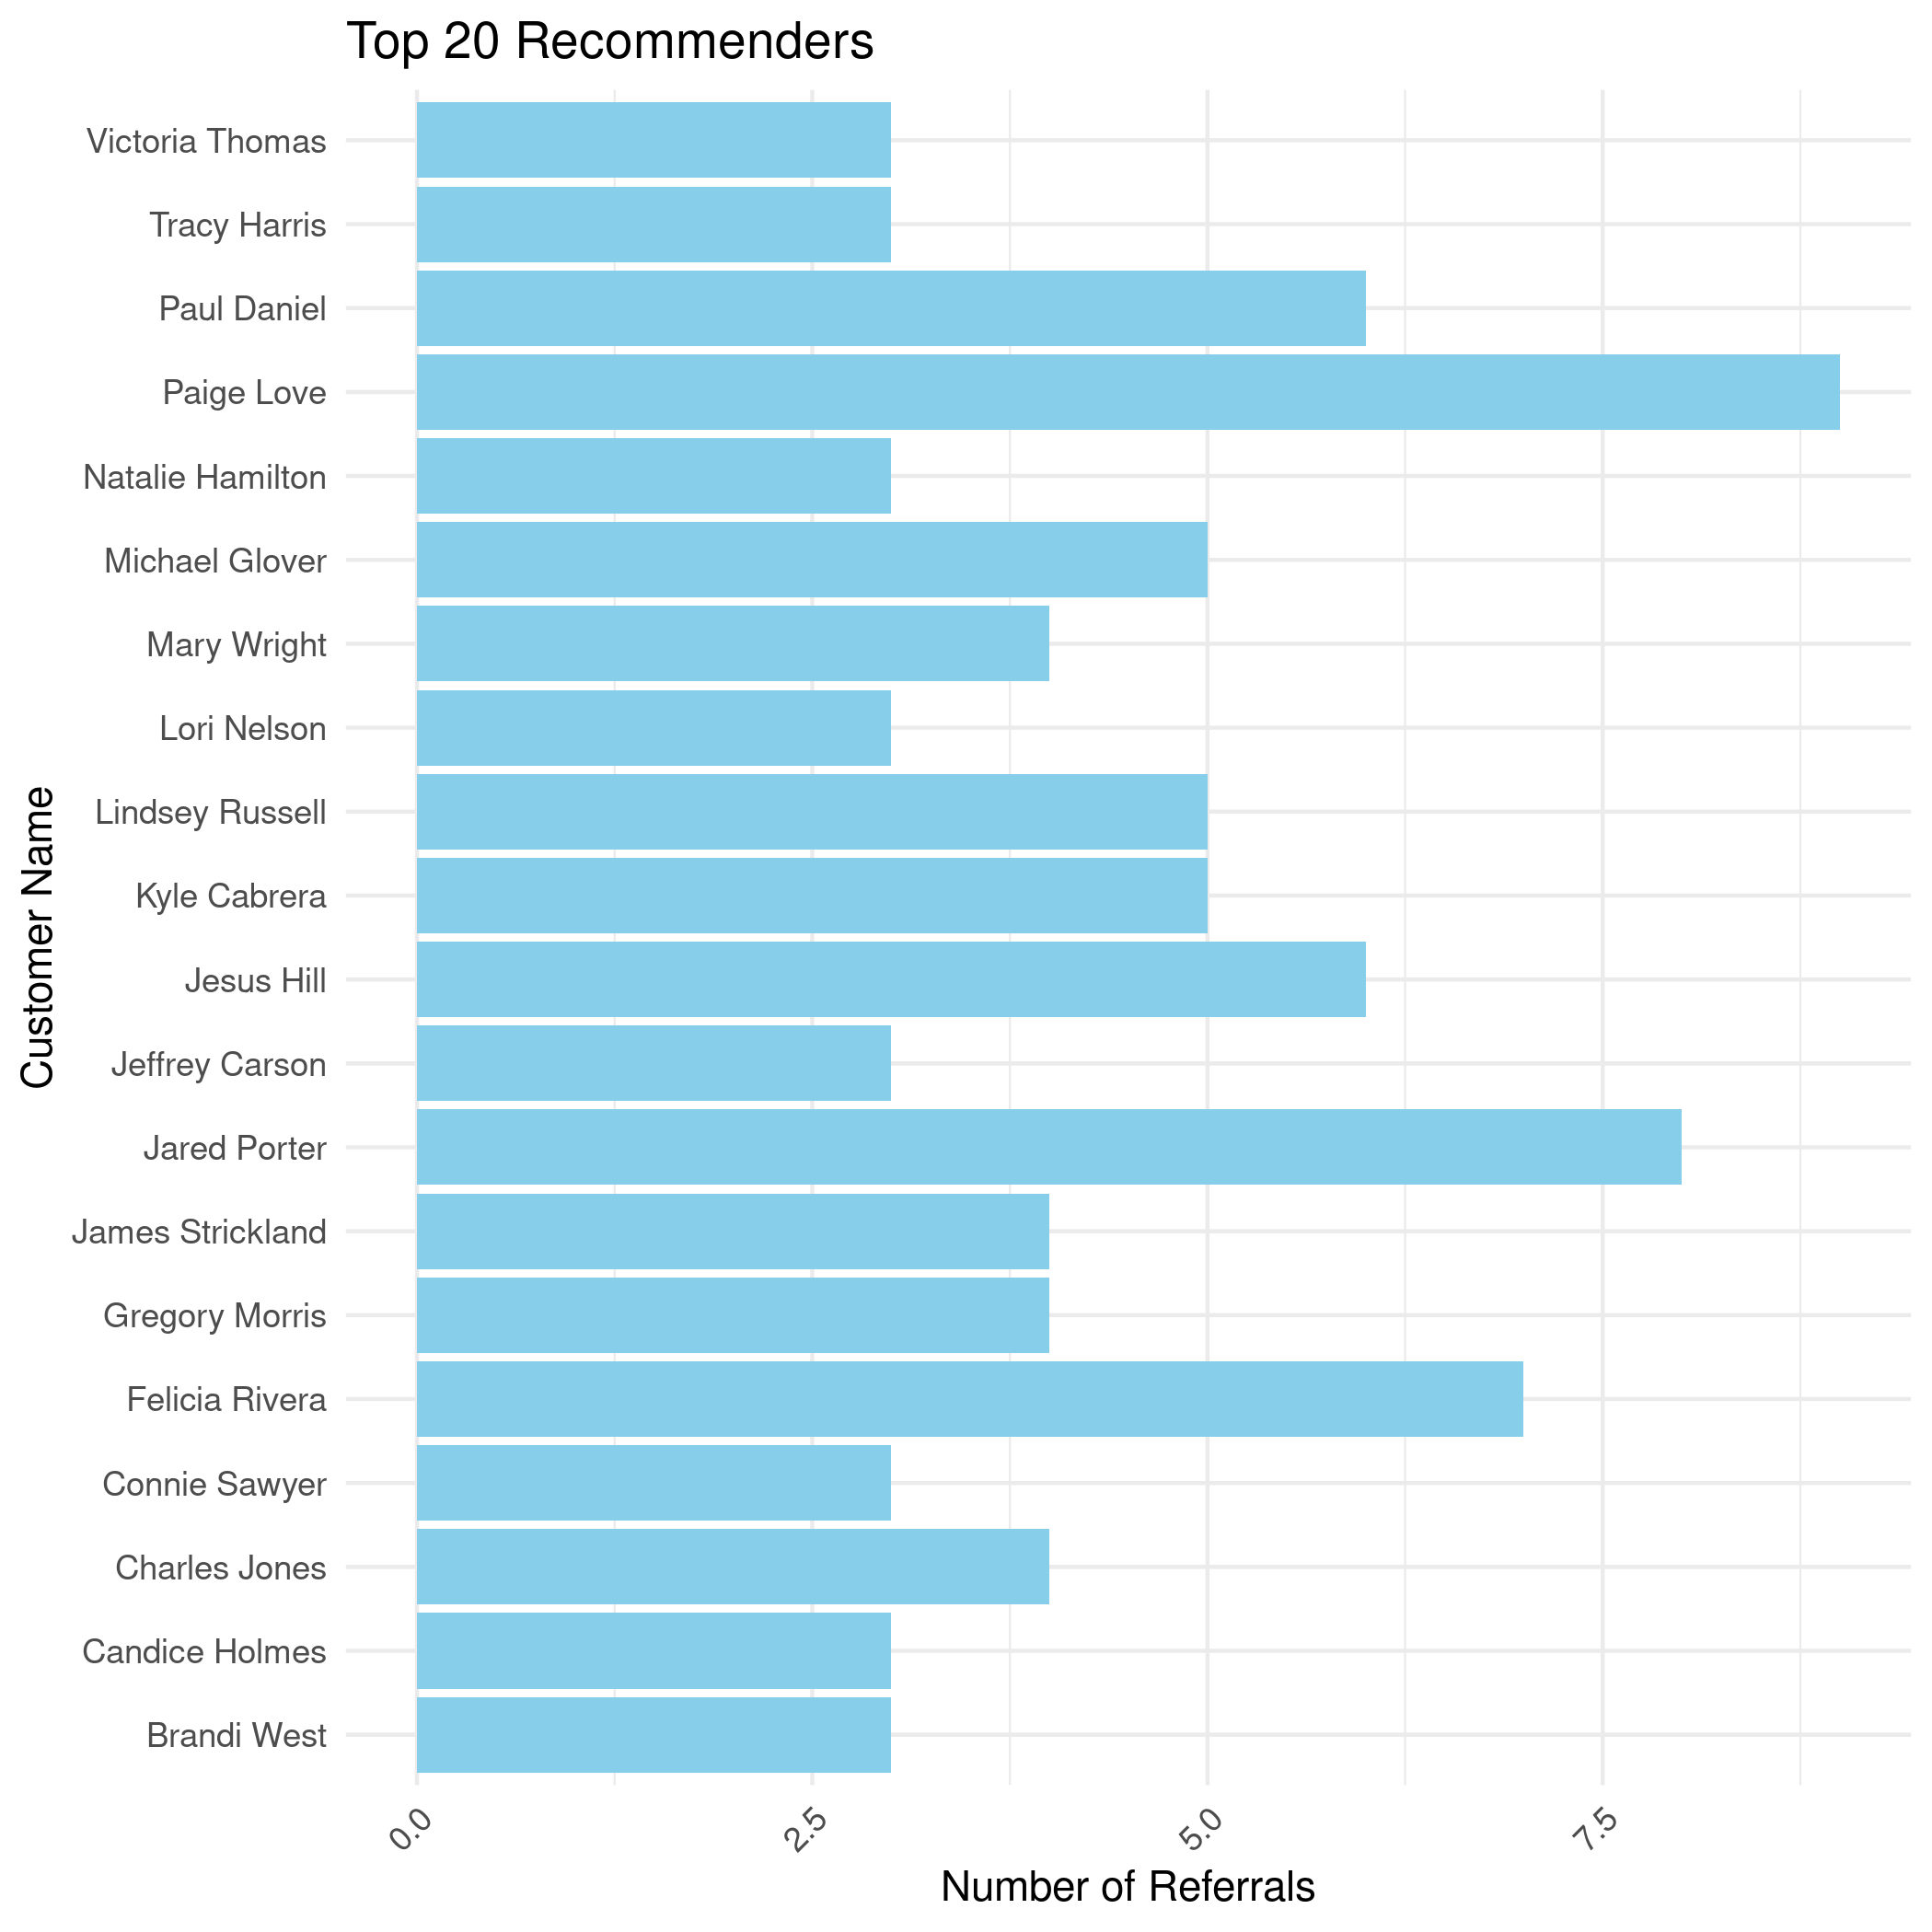 Top 20 Recommenders
Customer Name
Victoria Thomas
Tracy Harris
Paul Daniel
Paige Love
Natalie Hamilton
Michael Glover
Mary Wright
Lori Nelson
Lindsey Russell
Kyle Cabrera
Jesus Hill
Jeffrey Carson
Jared Porter
James Strickland
Gregory Morris
Felicia Rivera
Connie Sawyer
Charles Jones
Candice Holmes
Brandi West
0.0 2.5 5.0 7.5
Number of Referrals